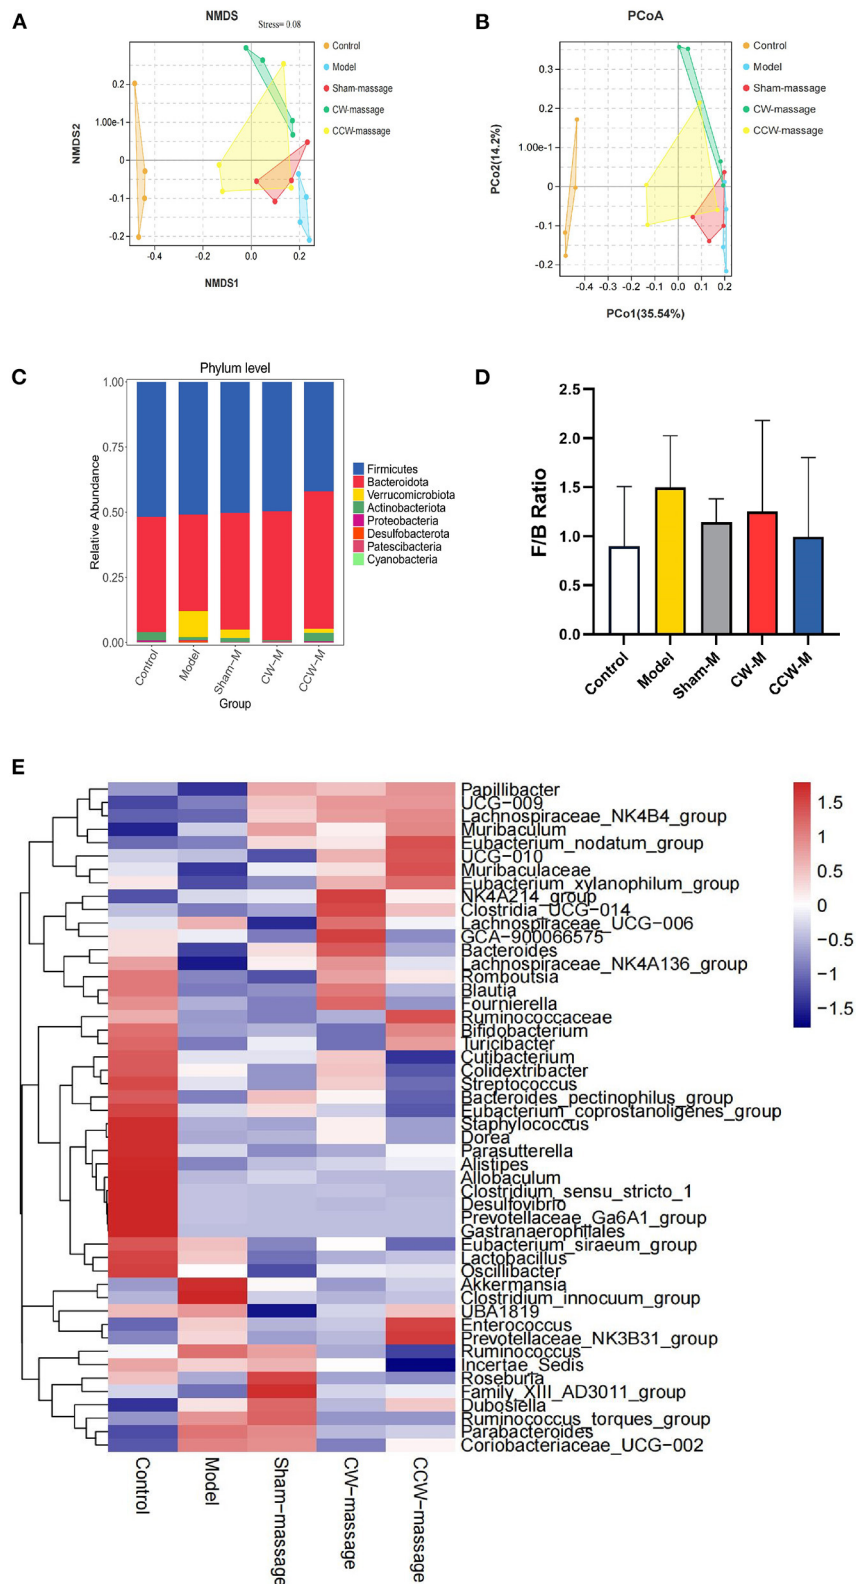 A
NMDS
Stress= 0.08
0.2
1.00e-1
0
-0.1
-0.2
NMDS2
-0.4
-0.2
0.0
0.2
NMDS1
Control
Model
Sham-massage
CW-massage
CCW-massage
B
PCoA
0.3
0.2
1.00e-1
0
-0.1
-0.2
PCo2(14.2%)
-0.4 -0.3 -0.2 -0.1 0.0 0.1 0.2
PCo1(35.54%)
Control
Model
Sham-massage
CW-massage
CCW-massage
C
Phylum level
1.00
0.75
0.50
0.25
0.00
Relative Abundance
Control
Model
Sham-M
CW-M
CCW-M
Group
Firmicutes
Bacteroidota
Verrucomicrobiota
Actinobacteriota
Proteobacteria
Desulfobacterota
Patescibacteria
Cyanobacteria
D
2.5
2.0
1.5
1.0
0.5
0.0
F/B Ratio
Control
Model
Sham-M
CW-M
CCW-M
E
Papillibacter
UCG-009
Lachnospiraceae_NK4B4_group
Muribaculum
Eubacterium_nodatum_group
UCG-010
Muribaculaceae
Eubacterium_xylanophilum_group
NK4A214_group
Clostridia_UCG-014
Lachnospiraceae_UCG-006
GCA-900066575
Bacteroides
Lachnospiraceae_NK4A136_group
Romboutsia
Blautia
Fournierella
Ruminococcaceae
Bifidobacterium
Turicibacter
Cutibacterium
Colidextribacter
Streptococcus
Bacteroides_pectinophilus_group
Eubacterium_coprostanoligenes_group
Staphylococcus
Dorea
Parasutterella
Alistipes
Allobaculum
Clostridium_sensu_stricto_1
Desulfovibrio
Prevotellaceae_Ga6A1_group
Gastranaerophilales
Eubacterium_siraeum_group
Lactobacillus
Oscillibacter
Akkermansia
Clostridium_innocuum_group
UBA1819
Enterococcus
Prevotellaceae_NK3B31_group
Ruminococcus
Incertae_Sedis
Roseburia
Family_XIII_AD3011_group
Dubosiella
Ruminococcus_torques_group
Parabacteroides
Coriobacteriaceae_UCG-002
1.5
1
0.5
0
−0.5
−1
−1.5
Control
Model
Sham-massage
CW-massage
CCW-massage